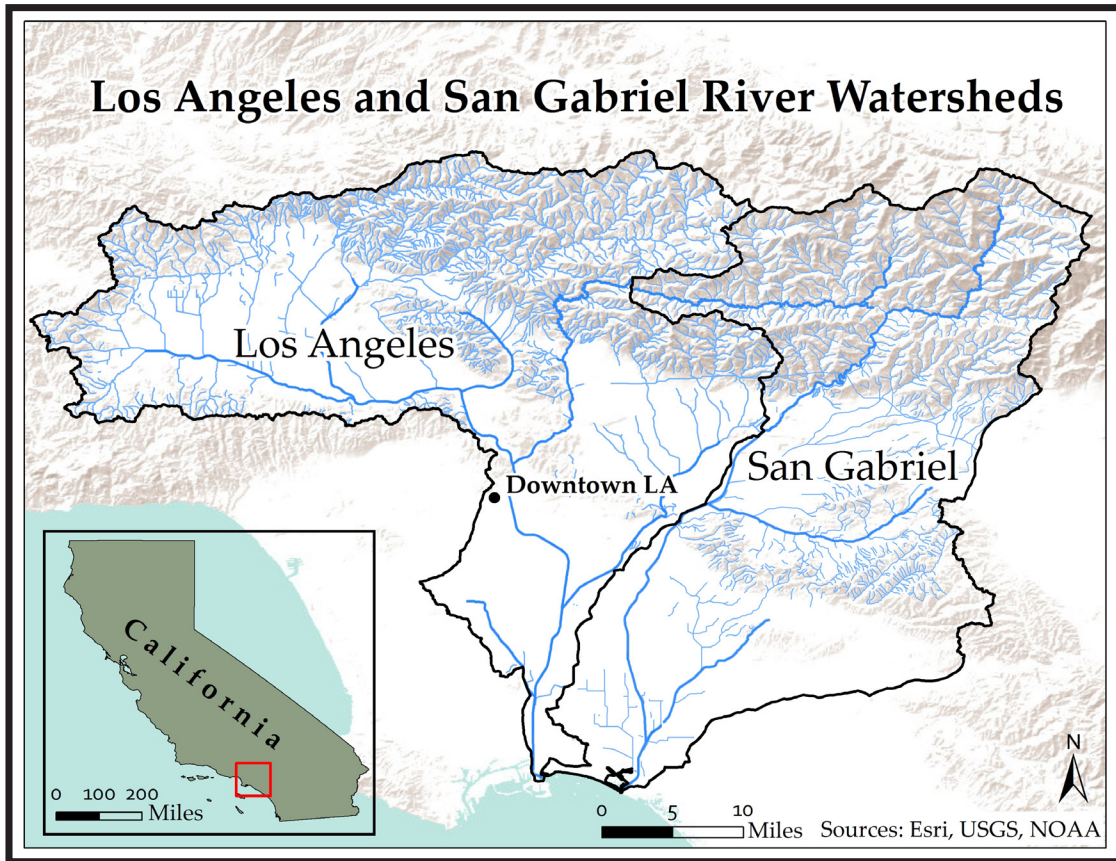 Los Angeles and San Gabriel River Watersheds
Los Angeles
San Gabriel
Downtown LA
California
0 100 200
Miles
N
0 5 10
Miles
Sources: Esri, USGS, NOAA